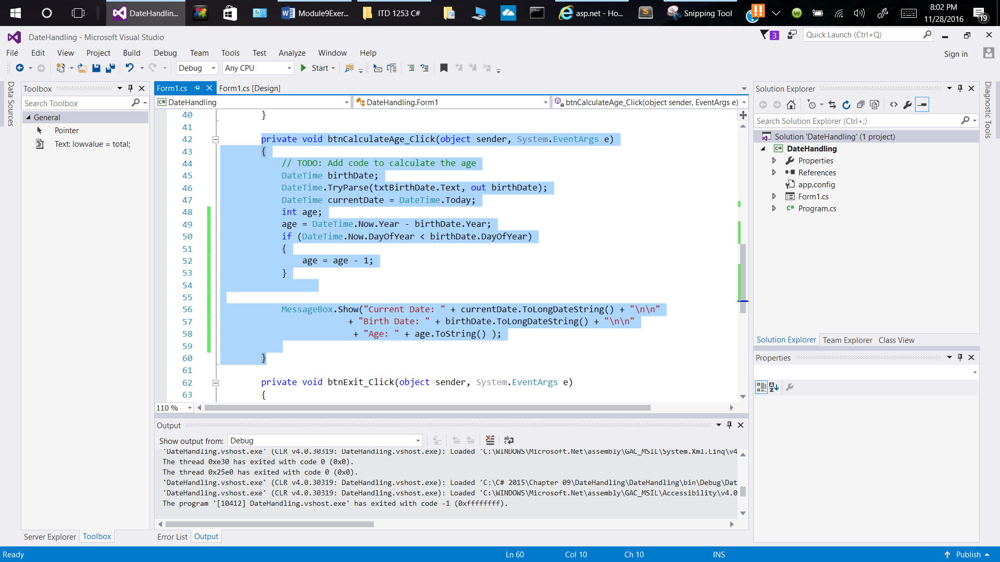 DateHandlin...
Module9Exer...
ITD 1253 C#
asp.net - Ho...
Snipping Tool
8:02 PM
11/28/2016
19
DateHandling - Microsoft Visual Studio
3
Quick Launch (Ctrl+Q)
File Edit View Project Build Debug Team Tools Test Analyze Window Help
Sign in
Debug
Any CPU
Start
Data Sources
Toolbox
Search Toolbox
General
Pointer
Text: lowvalue = total;
Form1.cs
Form1.cs [Design]
DateHandling
DateHandling.Form1
btnCalculateAge_Click(object sender, EventArgs e)
40 }
41
42 private void btnCalculateAge_Click(object sender, System.EventArgs e)
43 {
44 // TODO: Add code to calculate the age
45 DateTime birthDate;
46 DateTime.TryParse(txtBirthDate.Text, out birthDate);
47 DateTime currentDate = DateTime.Today;
48 int age;
49 age = DateTime.Now.Year - birthDate.Year;
50 if (DateTime.Now.DayOfYear < birthDate.DayOfYear)
51 {
52 age = age - 1;
53 }
54
55
56 MessageBox.Show("Current Date: " + currentDate.ToLongDateString() + "\n\n"
57 + "Birth Date: " + birthDate.ToLongDateString() + "\n\n"
58 + "Age: " + age.ToString() );
59
60 }
61
62 private void btnExit_Click(object sender, System.EventArgs e)
63 {
110 %
Output
Show output from: Debug
'DateHandling.vshost.exe' (CLR v4.0.30319: DateHandling.vshost.exe): Loaded 'C:\WINDOWS\Microsoft.Net\assembly\GAC_MSIL\System.Xml.Linq\v4
The thread 0xe30 has exited with code 0 (0x0).
The thread 0x25e0 has exited with code 0 (0x0).
'DateHandling.vshost.exe' (CLR v4.0.30319: DateHandling.vshost.exe): Loaded 'C:\C# 2015\Chapter 09\DateHandling\DateHandling\bin\Debug\Dat
'DateHandling.vshost.exe' (CLR v4.0.30319: DateHandling.vshost.exe): Loaded 'C:\WINDOWS\Microsoft.Net\assembly\GAC_MSIL\Accessibility\v4.0
The program '[10412] DateHandling.vshost.exe' has exited with code -1 (0xffffffff).
Server Explorer
Toolbox
Error List
Output
Solution Explorer
Search Solution Explorer (Ctrl+;)
Solution 'DateHandling' (1 project)
C# DateHandling
Properties
References
app.config
Form1.cs
C# Program.cs
Solution Explorer
Team Explorer
Class View
Properties
Diagnostic Tools
Ready
Ln 60
Col 10
Ch 10
INS
Publish